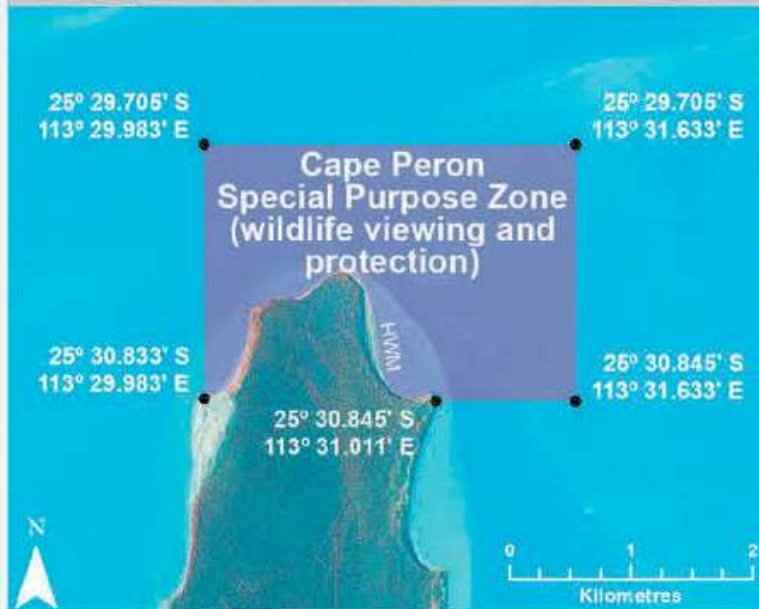 25º 29.705' S
113º 29.983' E
25º 29.705' S
113º 31.633' E
Cape Peron
Special Purpose Zone
(wildlife viewing and
protection)
HWM
25º 30.833' S
113º 29.983' E
25º 30.845' S
113º 31.633' E
25º 30.845' S
113º 31.011' E
N
0 1 2
Kilometres